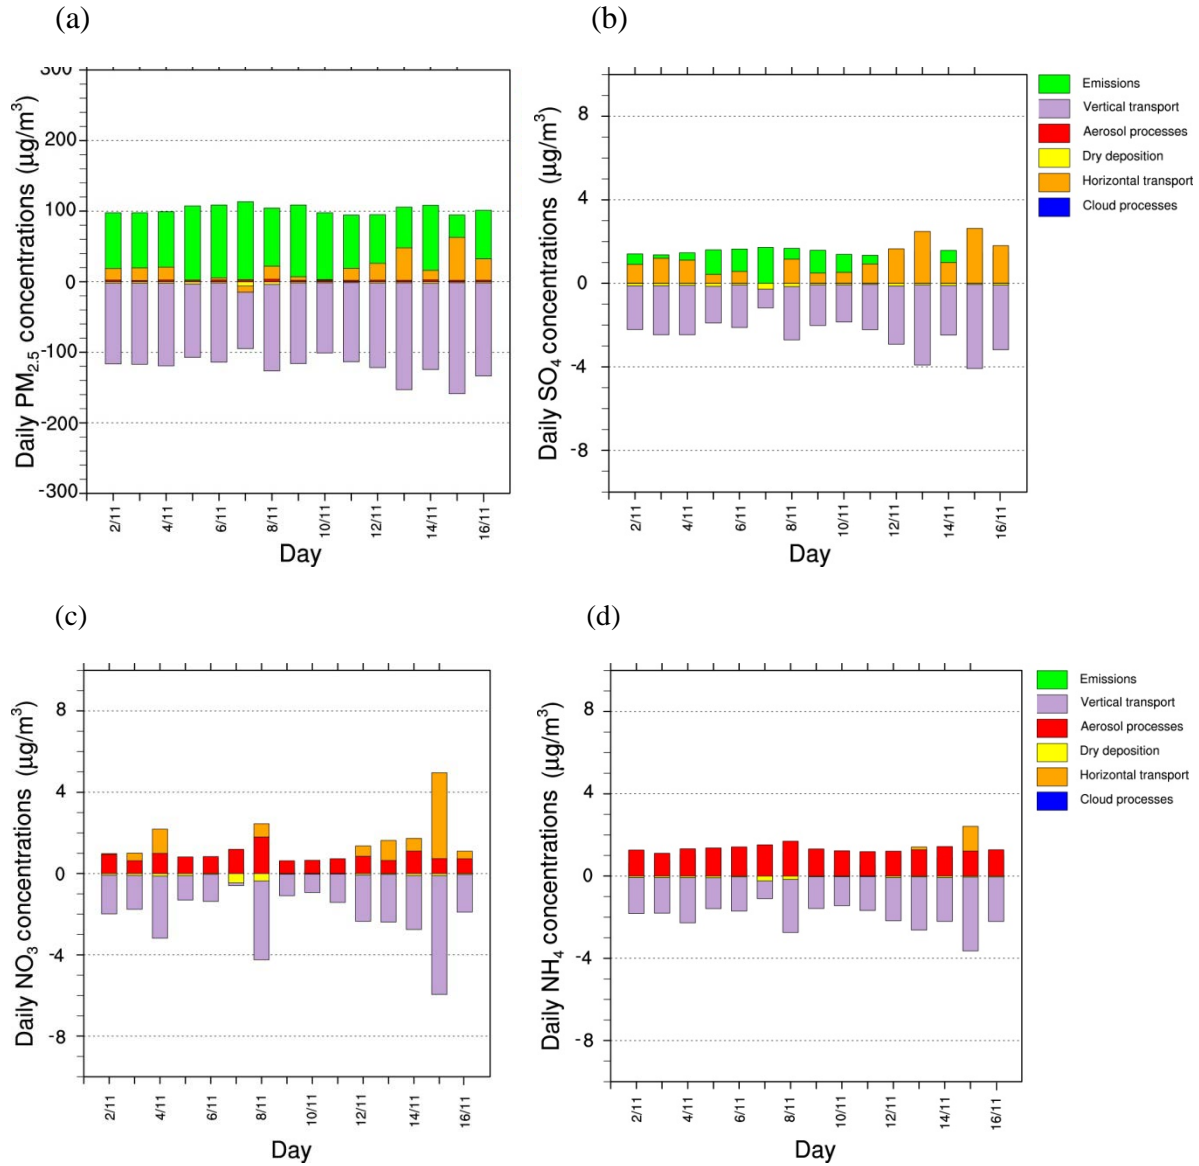 (a)
(b)
Daily PM2.5 concentrations (µg/m³)
300
200
100
0
-100
-200
-300
2/11
4/11
6/11
8/11
10/11
12/11
14/11
16/11
Day
Daily SO4 concentrations (µg/m³)
8
4
0
-4
-8
2/11
4/11
6/11
8/11
10/11
12/11
14/11
16/11
Day
Emissions
Vertical transport
Aerosol processes
Dry deposition
Horizontal transport
Cloud processes
(c)
(d)
Daily NO3 concentrations (µg/m³)
8
4
0
-4
-8
2/11
4/11
6/11
8/11
10/11
12/11
14/11
16/11
Day
Daily NH4 concentrations (µg/m³)
8
4
0
-4
-8
2/11
4/11
6/11
8/11
10/11
12/11
14/11
16/11
Day
Emissions
Vertical transport
Aerosol processes
Dry deposition
Horizontal transport
Cloud processes